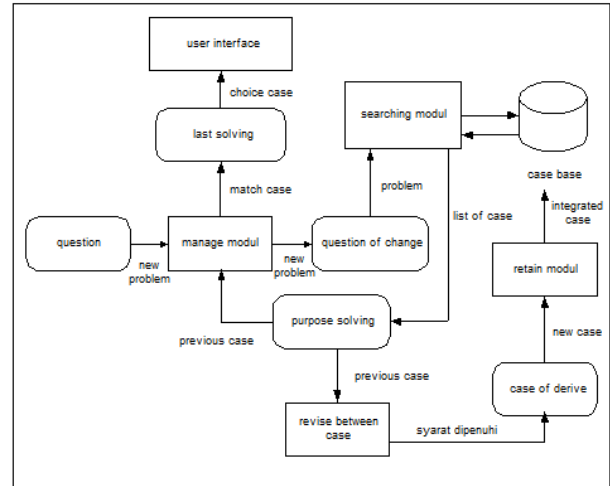 user interface
choice case
last solving
searching modul
match case
problem
case base
list of case
integrated
case
question
manage modul
question of change
new
problem
new
problem
retain modul
purpose solving
previous case
new case
previous case
case of derive
revise between
case
syarat dipenuhi